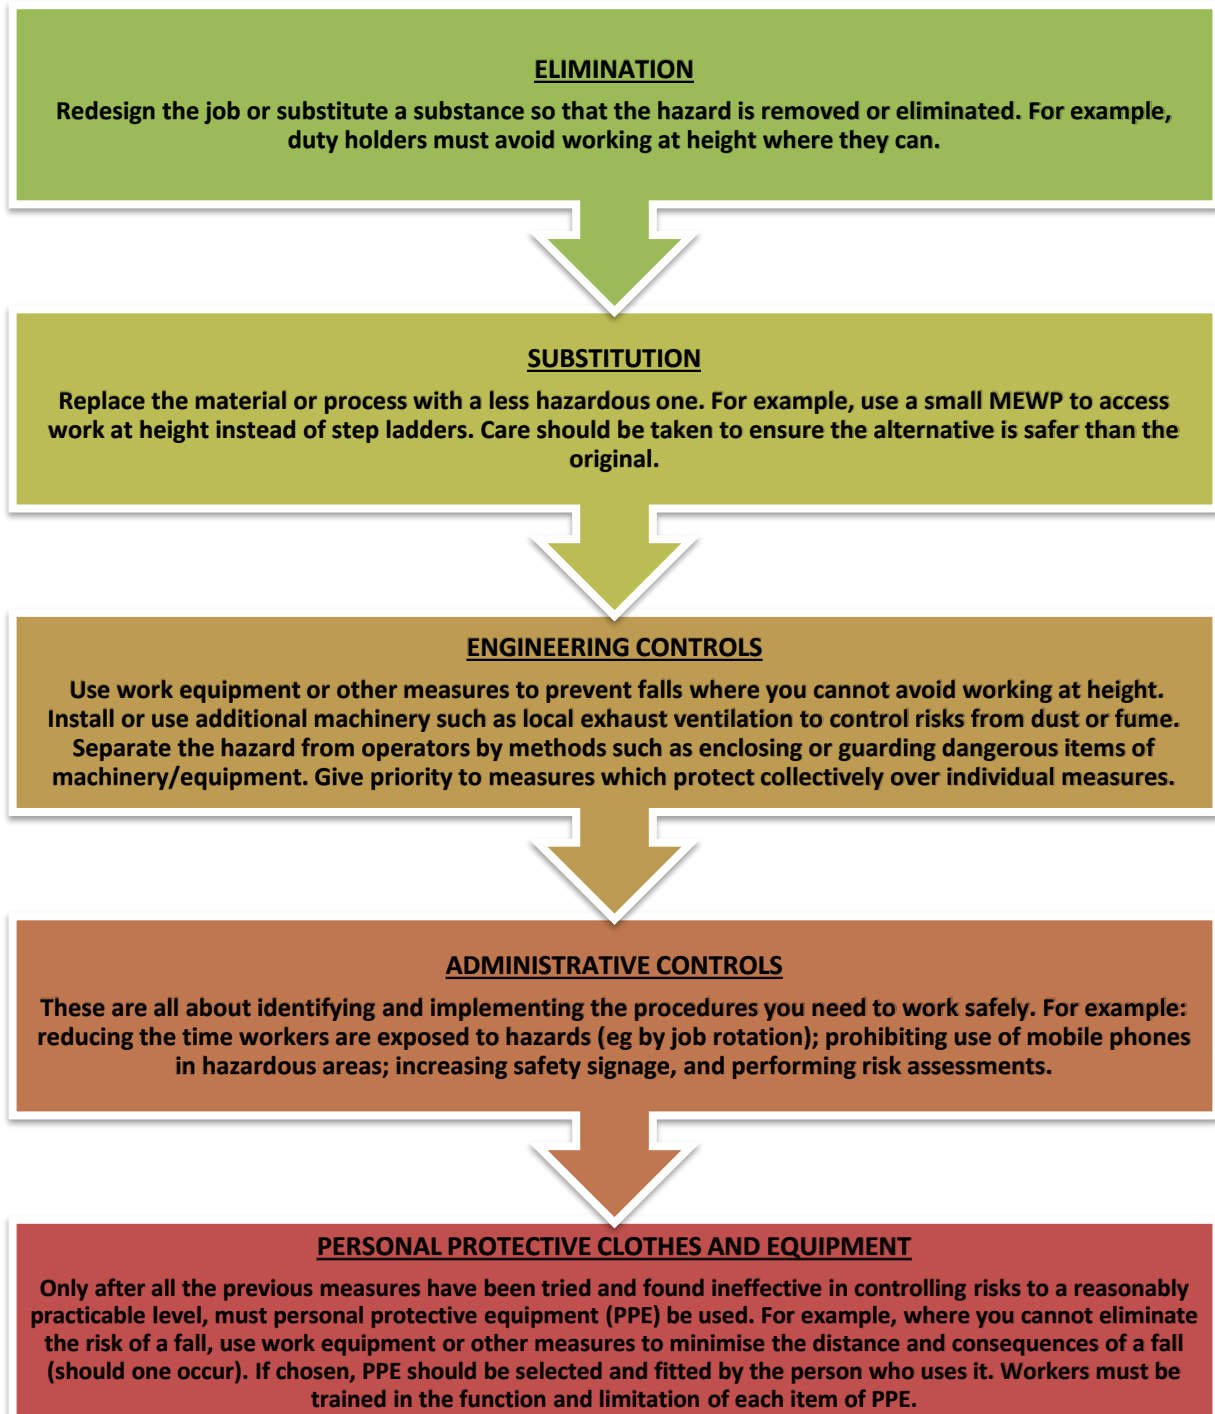 ELIMINATION
Redesign the job or substitute a substance so that the hazard is removed or eliminated. For example,
duty holders must avoid working at height where they can.
SUBSTITUTION
Replace the material or process with a less hazardous one. For example, use a small MEWP to access
work at height instead of step ladders. Care should be taken to ensure the alternative is safer than the
original.
ENGINEERING CONTROLS
Use work equipment or other measures to prevent falls where you cannot avoid working at height.
Install or use additional machinery such as local exhaust ventilation to control risks from dust or fume.
Separate the hazard from operators by methods such as enclosing or guarding dangerous items of
machinery/equipment. Give priority to measures which protect collectively over individual measures.
ADMINISTRATIVE CONTROLS
These are all about identifying and implementing the procedures you need to work safely. For example:
reducing the time workers are exposed to hazards (eg by job rotation); prohibiting use of mobile phones
in hazardous areas; increasing safety signage, and performing risk assessments.
PERSONAL PROTECTIVE CLOTHES AND EQUIPMENT
Only after all the previous measures have been tried and found ineffective in controlling risks to a reasonably
practicable level, must personal protective equipment (PPE) be used. For example, where you cannot eliminate
the risk of a fall, use work equipment or other measures to minimise the distance and consequences of a fall
(should one occur). If chosen, PPE should be selected and fitted by the person who uses it. Workers must be
trained in the function and limitation of each item of PPE.